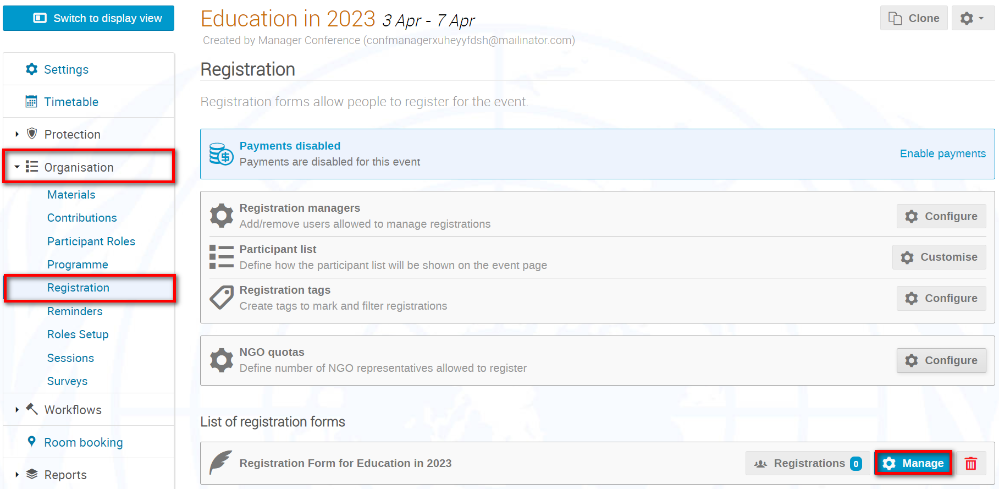 Switch to display view
Education in 2023 3 Apr - 7 Apr
Clone
Created by Manager Conference (confmanagerxuheyyfdsh@mailinator.com)
Settings
Timetable
Protection
Organisation
Materials
Contributions
Participant Roles
Programme
Registration
Reminders
Roles Setup
Sessions
Surveys
Workflows
Room booking
Reports
Registration
Registration forms allow people to register for the event.
Payments disabled
Payments are disabled for this event
Enable payments
Registration managers
Add/remove users allowed to manage registrations
Configure
Participant list
Define how the participant list will be shown on the event page
Customise
Registration tags
Create tags to mark and filter registrations
Configure
NGO quotas
Define number of NGO representatives allowed to register
Configure
List of registration forms
Registration Form for Education in 2023
Registrations 0
Manage